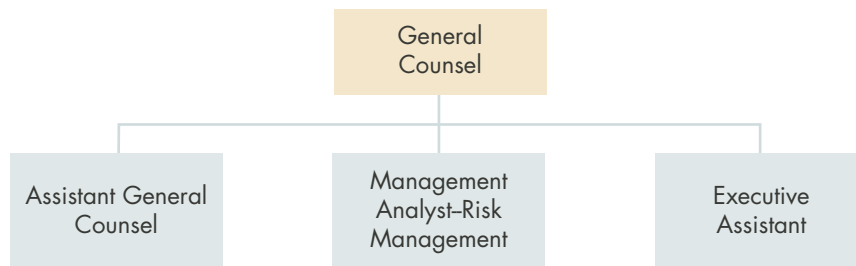 General
Counsel
Assistant General
Counsel
Management
Analyst–Risk
Management
Executive
Assistant